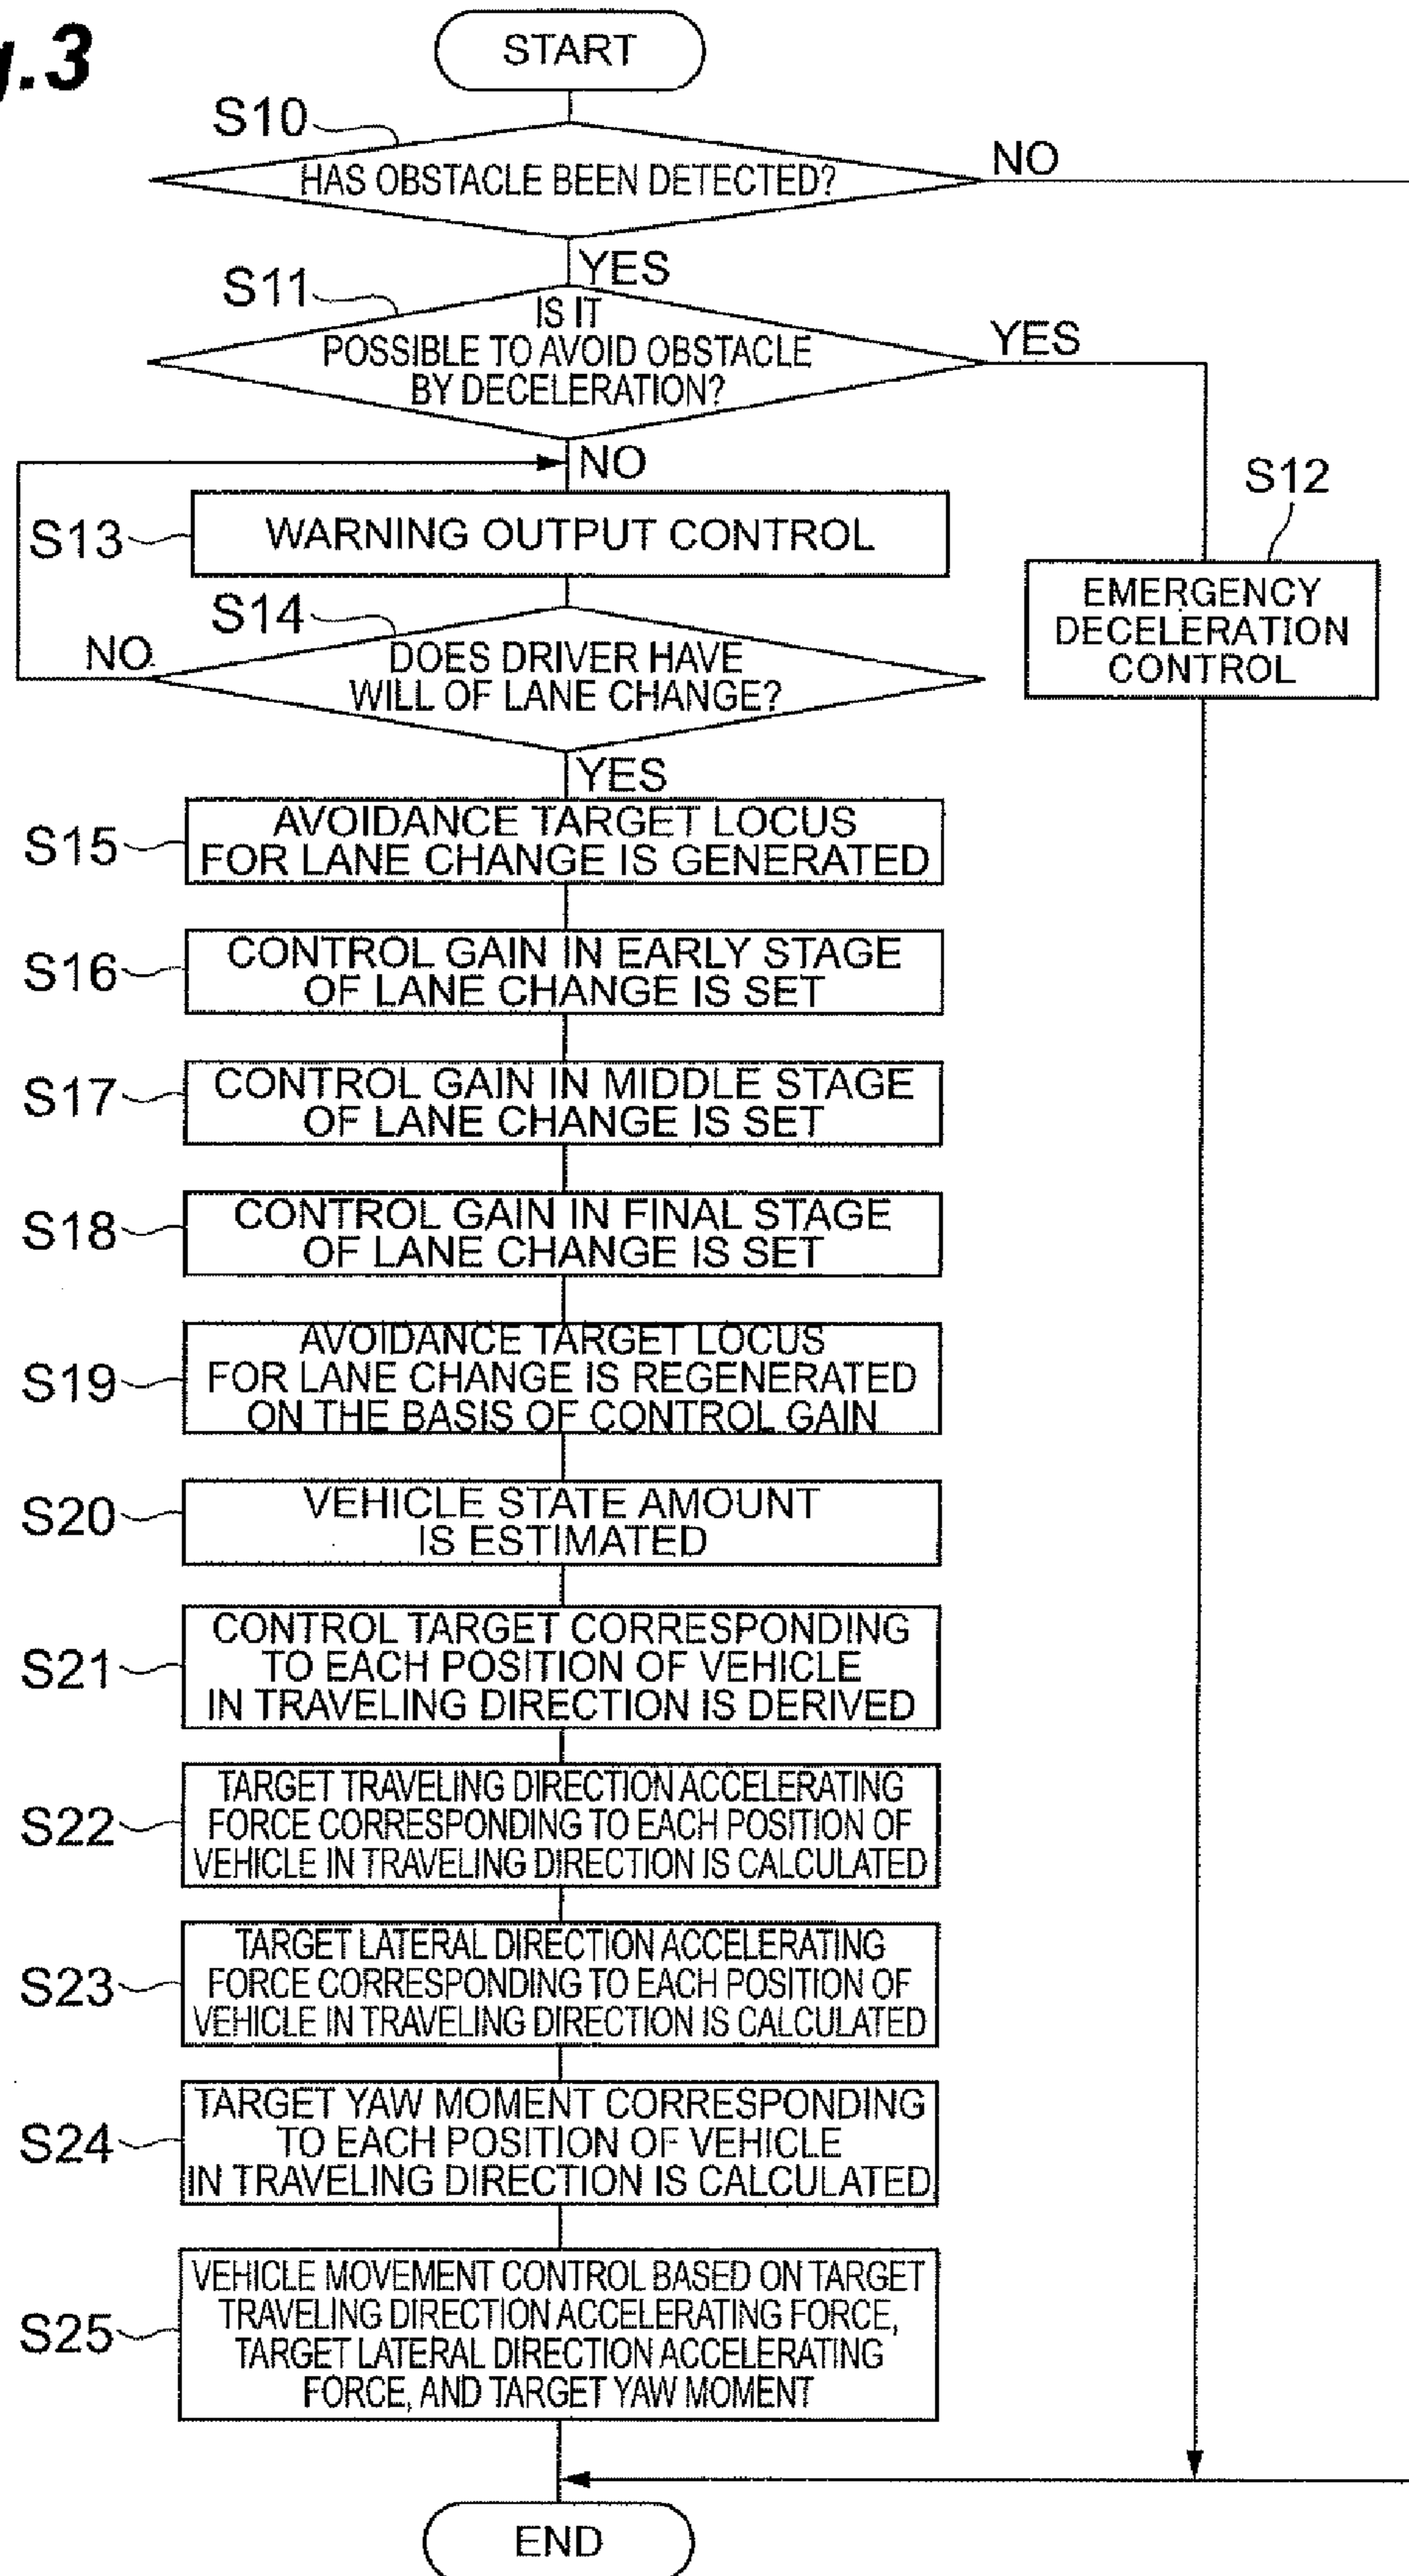 g.3
START
S10
HAS OBSTACLE BEEN DETECTED?
NO
YES
S11
IS IT
POSSIBLE TO AVOID OBSTACLE
BY DECELERATION?
YES
NO
S12
EMERGENCY
DECELERATION
CONTROL
S13
WARNING OUTPUT CONTROL
S14
DOES DRIVER HAVE
WILL OF LANE CHANGE?
NO
YES
S15
AVOIDANCE TARGET LOCUS
FOR LANE CHANGE IS GENERATED
S16
CONTROL GAIN IN EARLY STAGE
OF LANE CHANGE IS SET
S17
CONTROL GAIN IN MIDDLE STAGE
OF LANE CHANGE IS SET
S18
CONTROL GAIN IN FINAL STAGE
OF LANE CHANGE IS SET
S19
AVOIDANCE TARGET LOCUS
FOR LANE CHANGE IS REGENERATED
ON THE BASIS OF CONTROL GAIN
S20
VEHICLE STATE AMOUNT
IS ESTIMATED
S21
CONTROL TARGET CORRESPONDING
TO EACH POSITION OF VEHICLE
IN TRAVELING DIRECTION IS DERIVED
S22
TARGET TRAVELING DIRECTION ACCELERATING
FORCE CORRESPONDING TO EACH POSITION OF
VEHICLE IN TRAVELING DIRECTION IS CALCULATED
S23
TARGET LATERAL DIRECTION ACCELERATING
FORCE CORRESPONDING TO EACH POSITION OF
VEHICLE IN TRAVELING DIRECTION IS CALCULATED
S24
TARGET YAW MOMENT CORRESPONDING
TO EACH POSITION OF VEHICLE
IN TRAVELING DIRECTION IS CALCULATED
S25
VEHICLE MOVEMENT CONTROL BASED ON TARGET
TRAVELING DIRECTION ACCELERATING FORCE,
TARGET LATERAL DIRECTION ACCELERATING
FORCE, AND TARGET YAW MOMENT
END